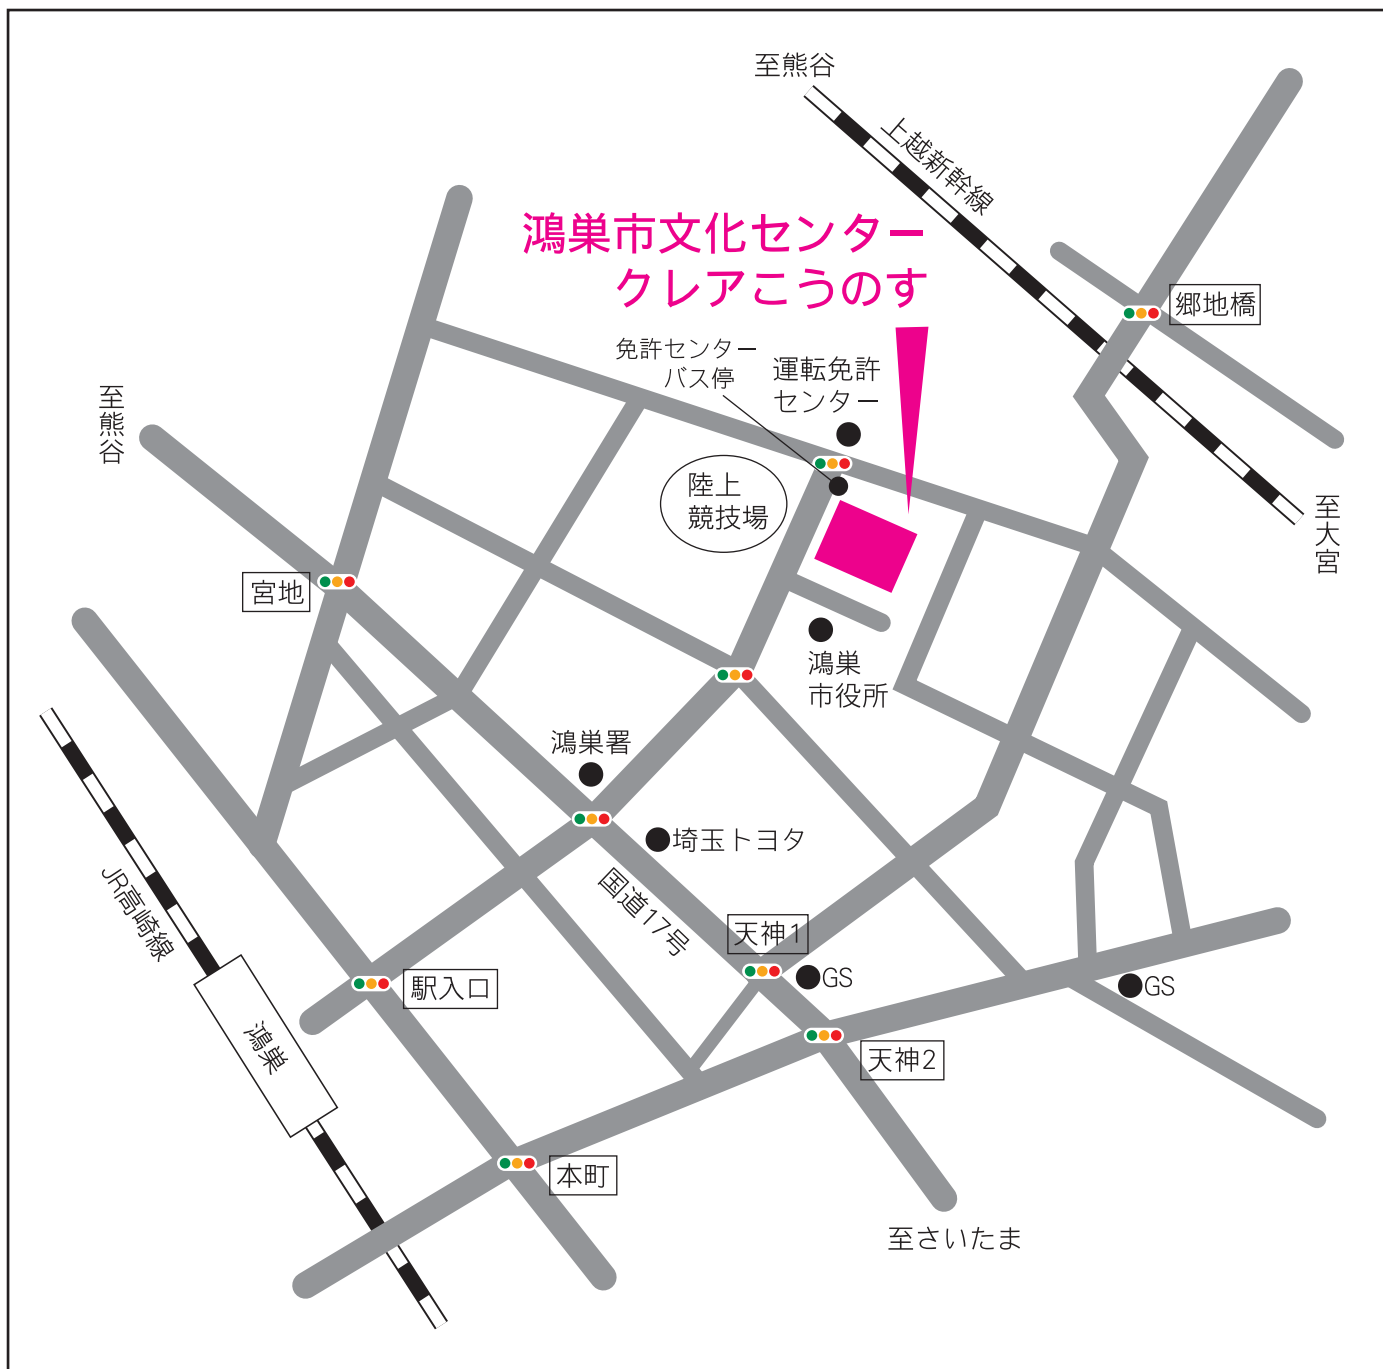 至熊谷
上越新幹線
鴻巣市文化センター
クレアこうのす
郷地橋
免許センター
バス停
運転免許
センター
至熊谷
陸上
競技場
至大宮
宮地
鴻巣
市役所
鴻巣署
埼玉トヨタ
国道17号
JR高崎線
天神1
GS
駅入口
GS
鴻巣
天神2
本町
至さいたま